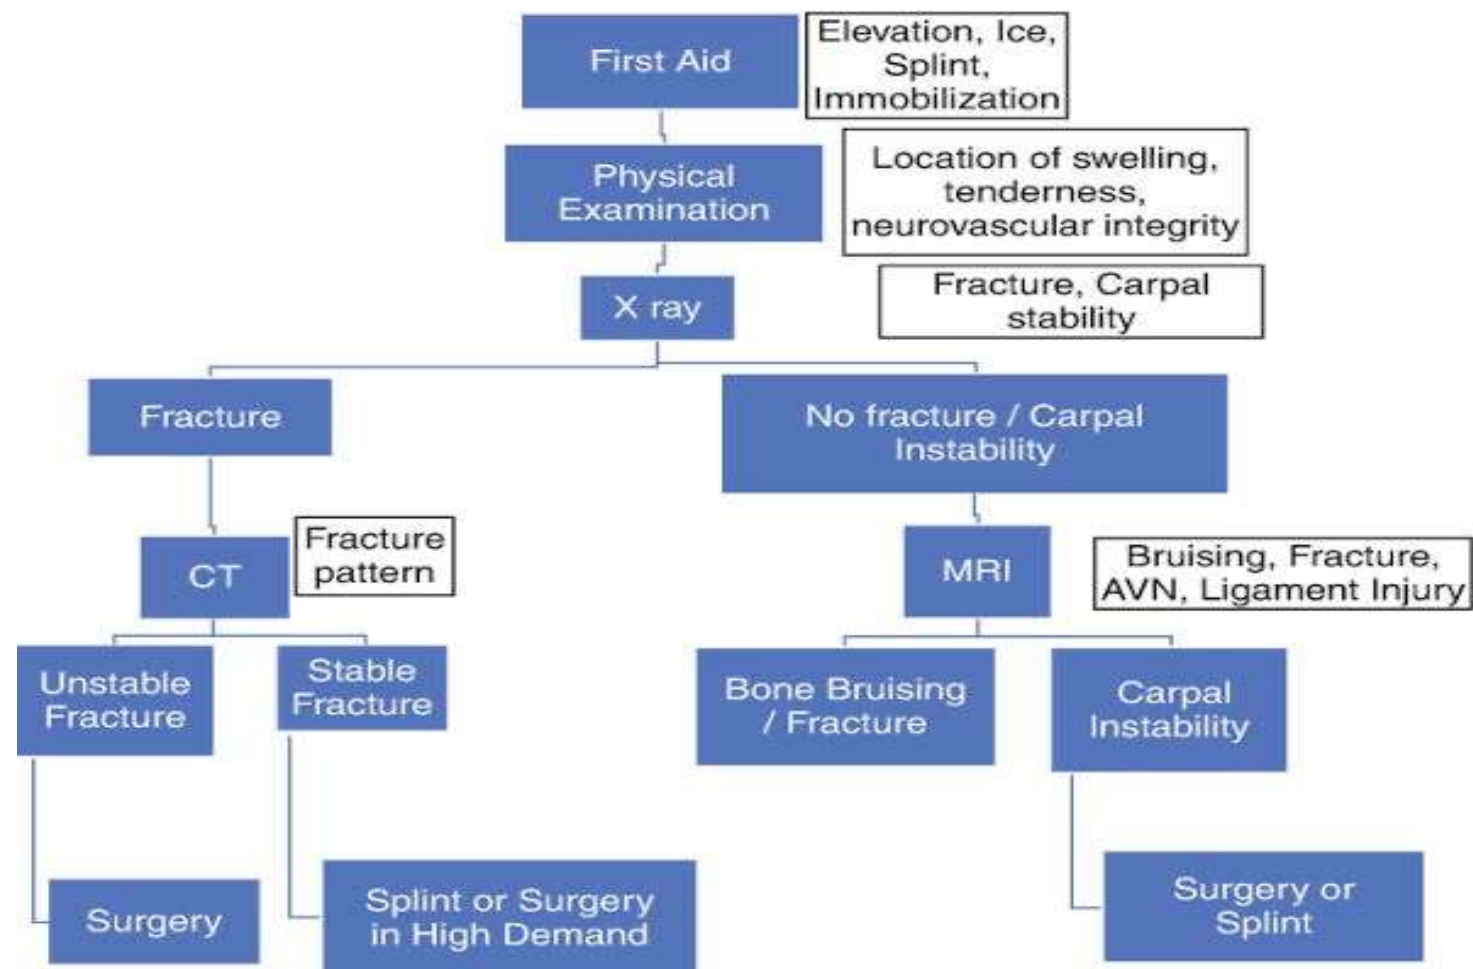 First Aid
Elevation, Ice,
Splint,
Immobilization
Physical
Examination
Location of swelling,
tenderness,
neurovascular integrity
X ray
Fracture, Carpal
stability
Fracture
No fracture / Carpal
Instability
CT
Fracture
pattern
MRI
Bruising, Fracture,
AVN, Ligament Injury
Unstable
Fracture
Stable
Fracture
Bone Bruising
/ Fracture
Carpal
Instability
Surgery
Splint or Surgery
in High Demand
Surgery or
Splint